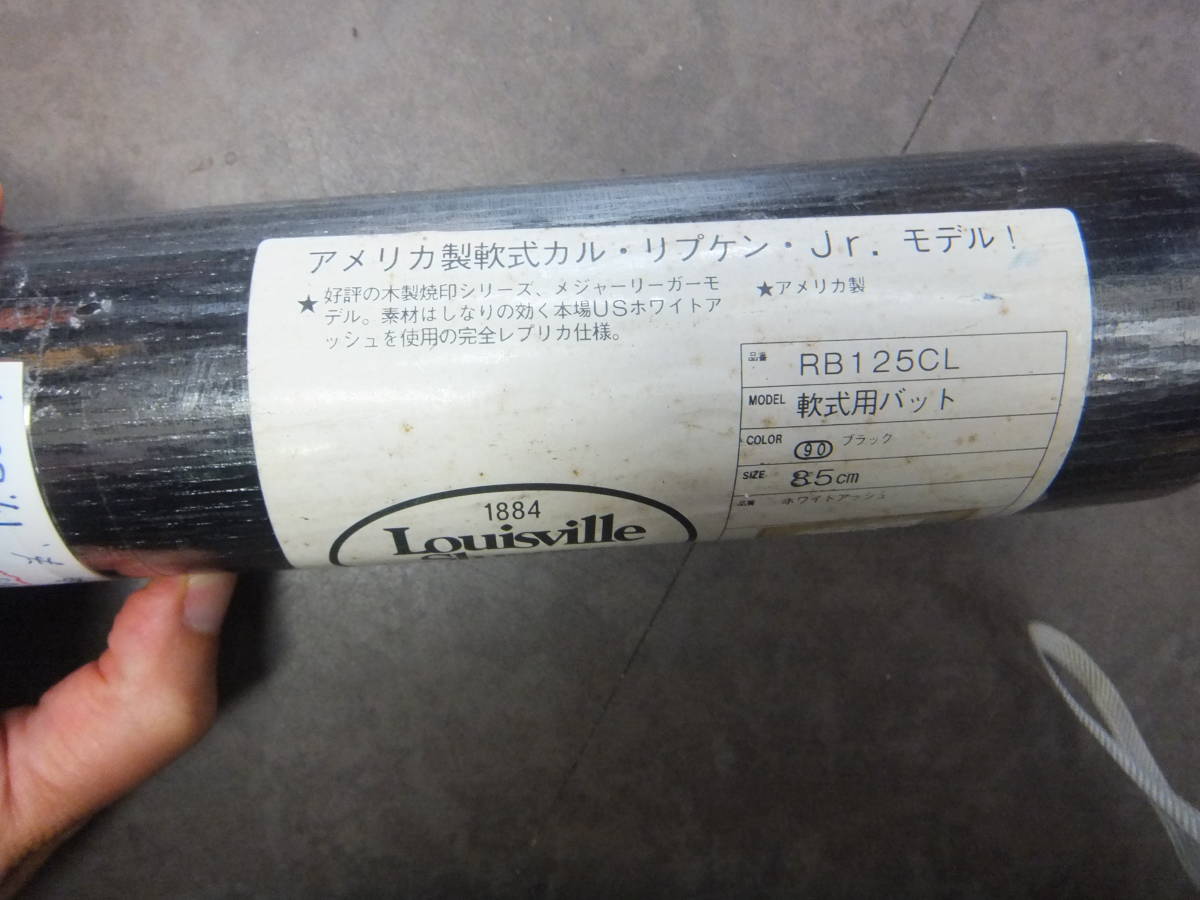 アメリカ製軟式カル・リプケン・Jr．モデル！
★好評の木製焼印シリーズ、メジャーリーガーモ
デル。素材はしなりの効く本場USホワイトア
ッシュを使用の完全レプリカ仕様。
★アメリカ製
品番 RB125CL
MODEL 軟式用バット
COLOR 90 ブラック
SIZE 85cm
ホワイトアッシュ
1884
Louisville